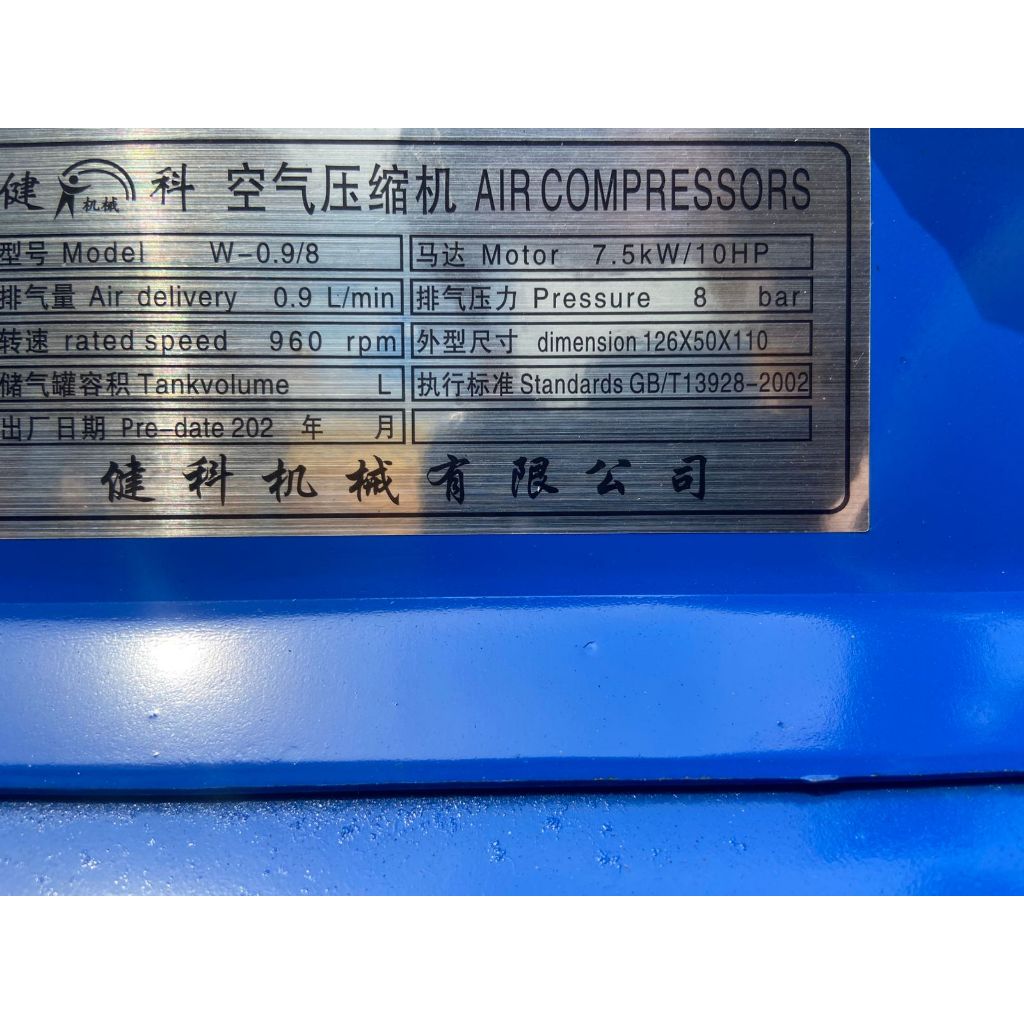 健 机械 科 空气压缩机 AIR COMPRESSORS
型号 Model W-0.9/8 马达 Motor 7.5kW/10HP
排气量 Air delivery 0.9 L/min 排气压力 Pressure 8 bar
转速 rated speed 960 rpm 外型尺寸 dimension 126X50X110
储气罐容积 Tankvolume L 执行标准 Standards GB/T13928-2002
出厂日期 Pre-date 202 年 月
健科机械有限公司